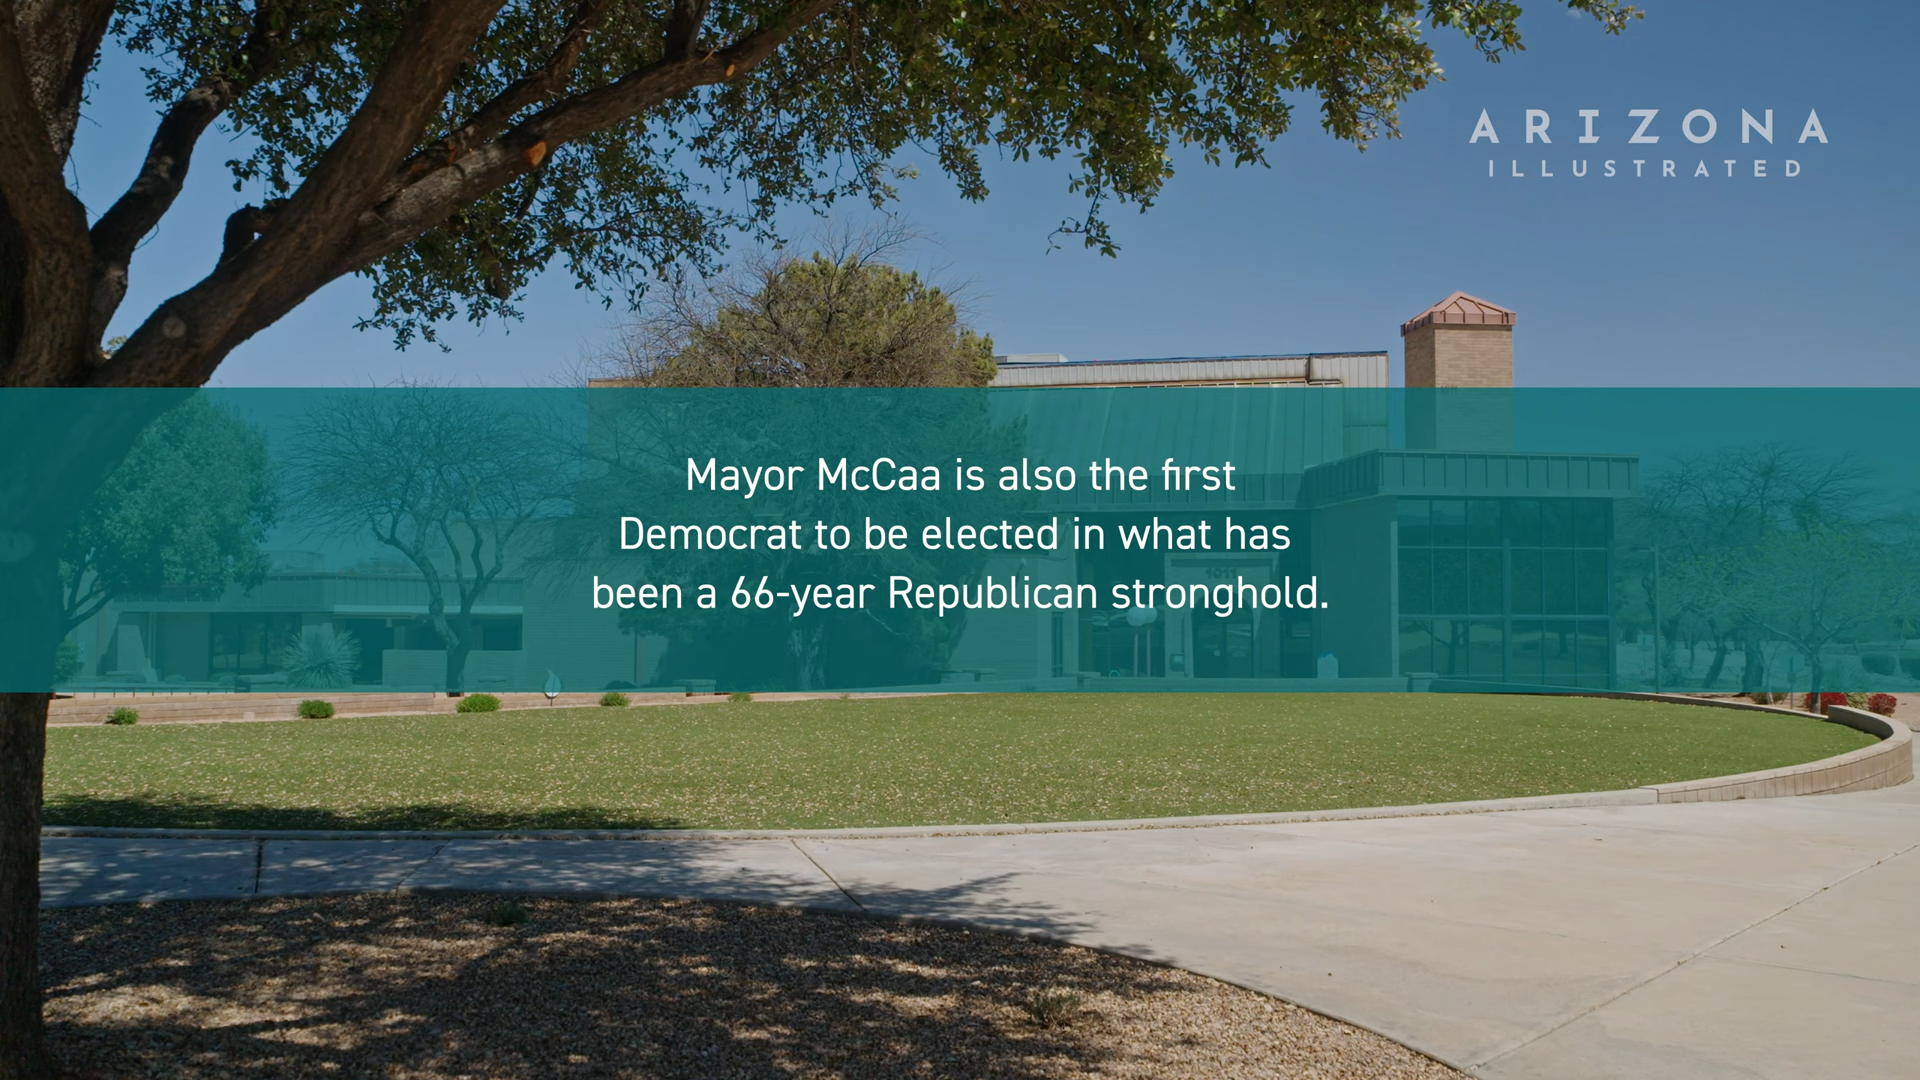 ARIZONA
ILLUSTRATED
Mayor McCaa is also the first
Democrat to be elected in what has
been a 66-year Republican stronghold.